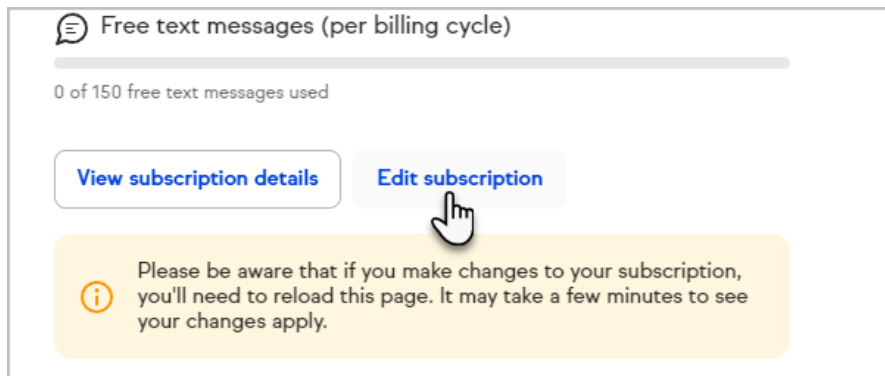 Free text messages (per billing cycle)
0 of 150 free text messages used
View subscription details
Edit subscription
Please be aware that if you make changes to your subscription,
you'll need to reload this page. It may take a few minutes to see
your changes apply.